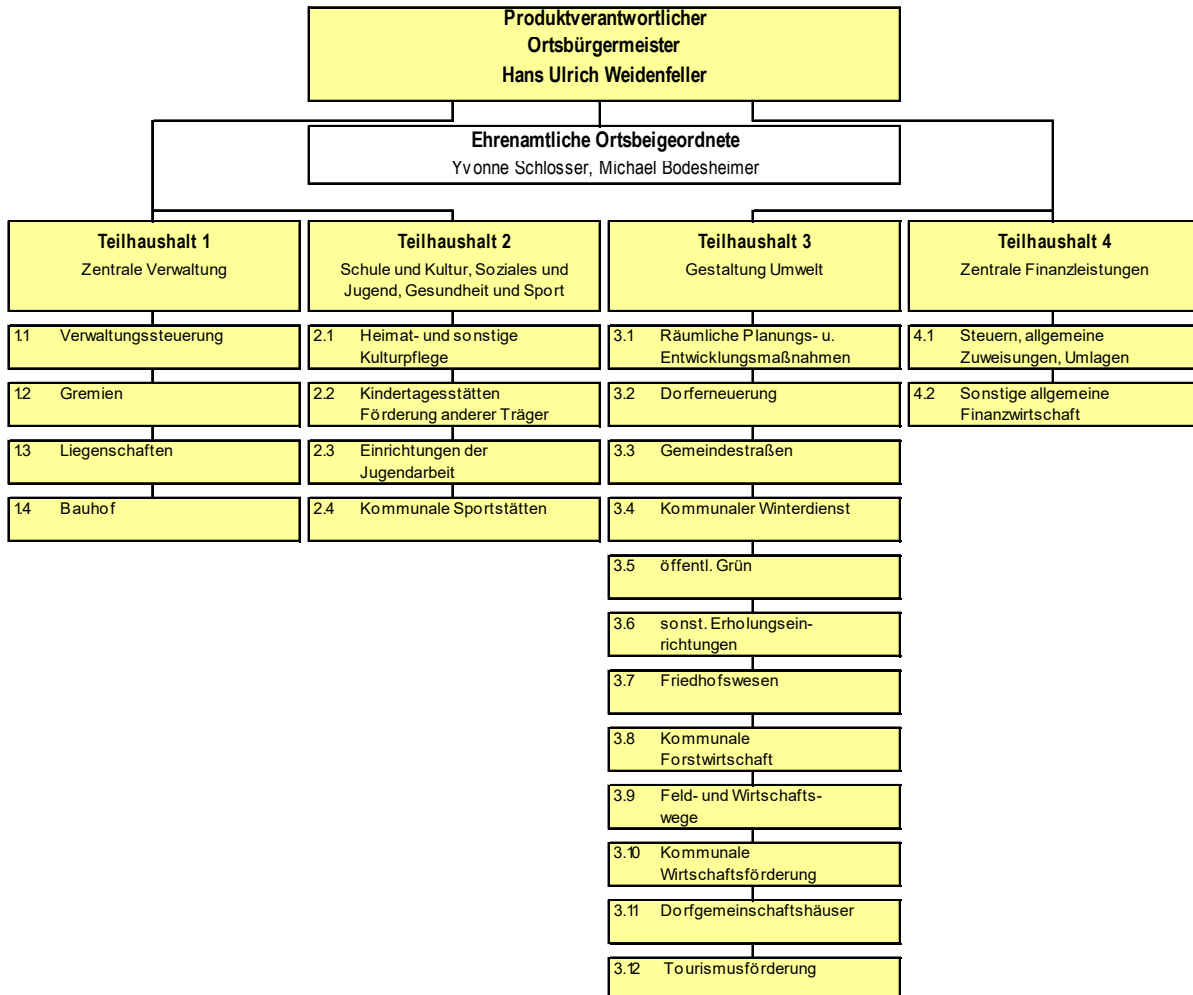 Produktverantwortlicher
Ortsbürgermeister
Hans Ulrich Weidenfeller
Ehrenamtliche Ortsbeigeordnete
Yvonne Schlosser, Michael Bodesheimer
Teilhaushalt 1
Zentrale Verwaltung
1.1 Verwaltungssteuerung
1.2 Gremien
1.3 Liegenschaften
1.4 Bauhof
Teilhaushalt 2
Schule und Kultur, Soziales und
Jugend, Gesundheit und Sport
2.1 Heimat- und sonstige
Kulturpflege
2.2 Kindertagesstätten
Förderung anderer Träger
2.3 Einrichtungen der
Jugendarbeit
2.4 Kommunale Sportstätten
Teilhaushalt 3
Gestaltung Umwelt
3.1 Räumliche Planungs- u.
Entwicklungsmaßnahmen
3.2 Dorferneuerung
3.3 Gemeindestraßen
3.4 Kommunaler Winterdienst
3.5 öffentl. Grün
3.6 sonst. Erholungsein-
richtungen
3.7 Friedhofswesen
3.8 Kommunale
Forstwirtschaft
3.9 Feld- und Wirtschafts-
wege
3.10 Kommunale
Wirtschaftsförderung
3.11 Dorfgemeinschaftshäuser
3.12 Tourismusförderung
Teilhaushalt 4
Zentrale Finanzleistungen
4.1 Steuern, allgemeine
Zuweisungen, Umlagen
4.2 Sonstige allgemeine
Finanzwirtschaft